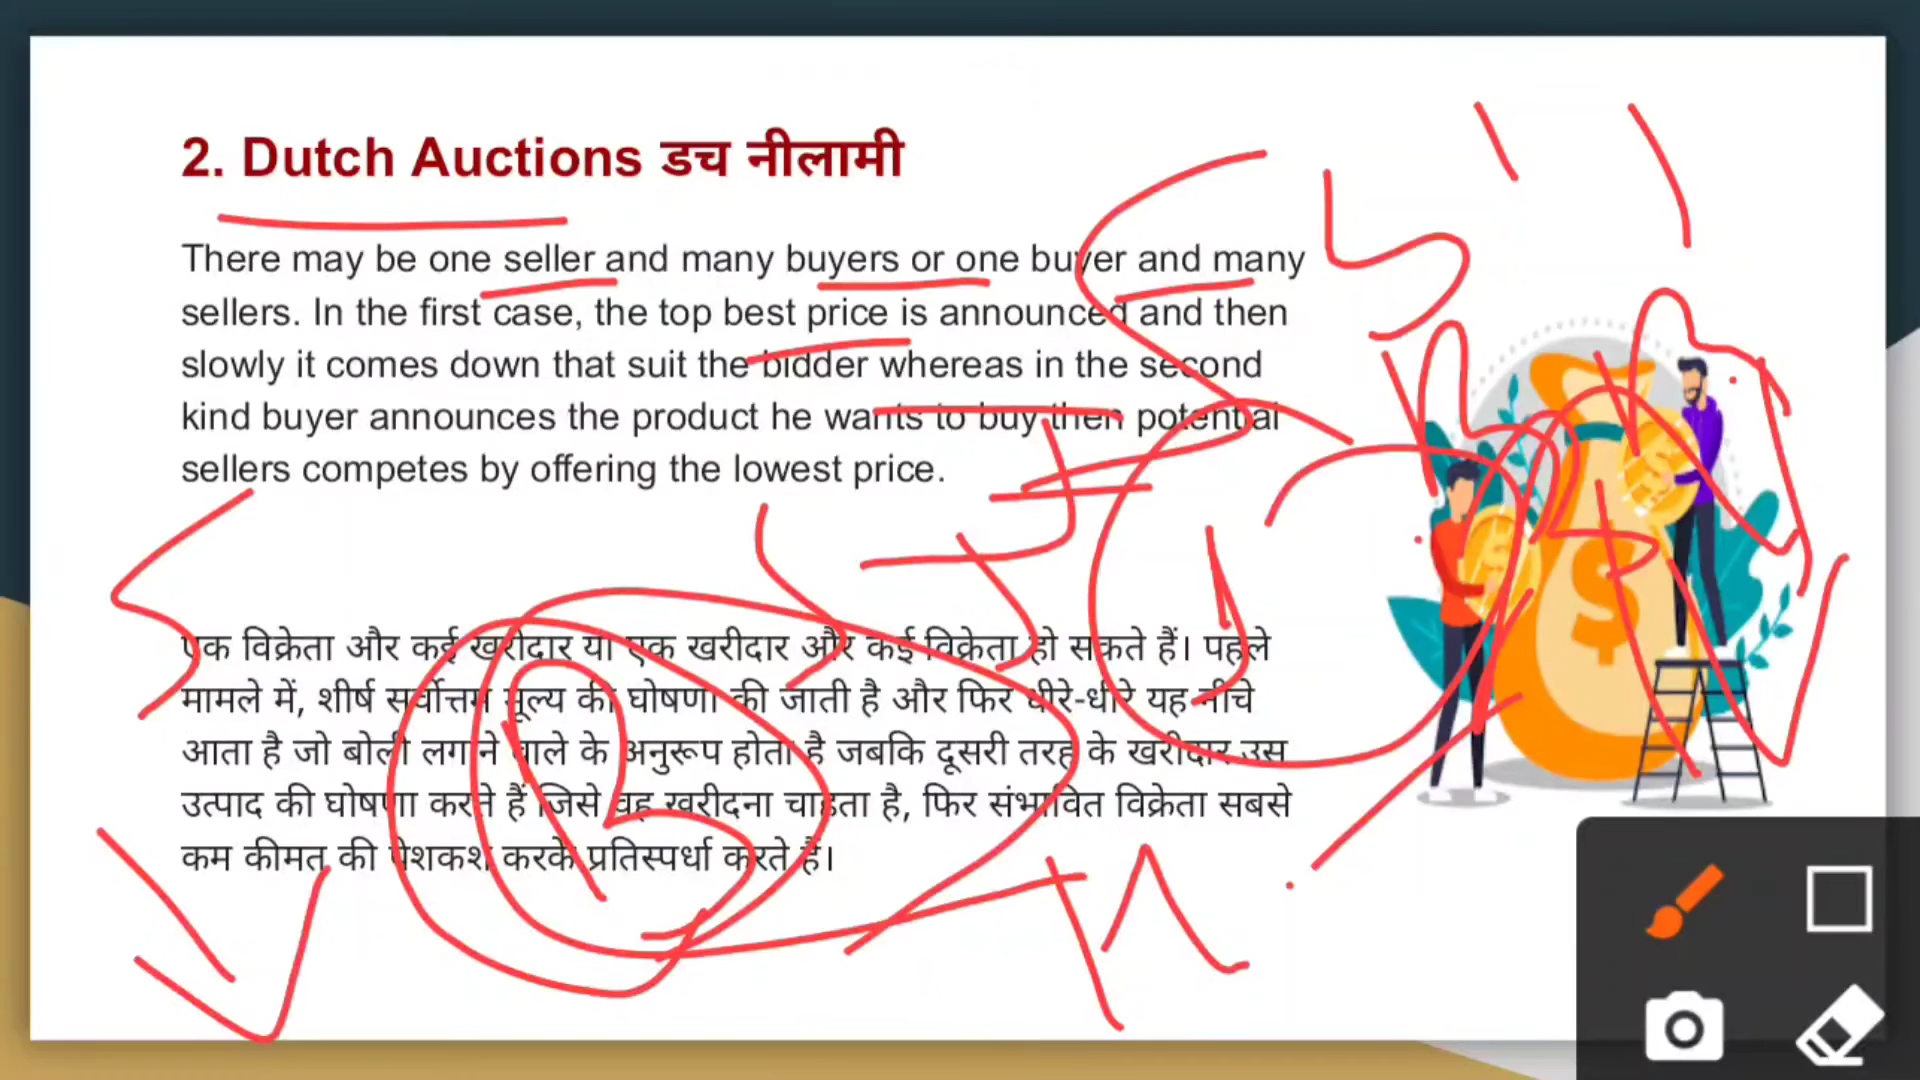 2. Dutch Auctions डच नीलामी
There may be one seller and many buyers or one buyer and many
sellers. In the first case, the top best price is announced and then
slowly it comes down that suit the bidder whereas in the second
kind buyer announces the product he wants to buy then potential
sellers competes by offering the lowest price.
एक विक्रेता और कई खरीदार या एक खरीदार और कई विक्रेता हो सकते हैं। पहले
मामले में, शीर्ष सर्वोत्तम मूल्य की घोषणा की जाती है और फिर धीरे-धीरे यह नीचे
आता है जो बोली लगाने वाले के अनुरूप होता है जबकि दूसरी तरह के खरीदार उस
उत्पाद की घोषणा करते हैं जिसे वह खरीदना चाहता है, फिर संभावित विक्रेता सबसे
कम कीमत की पेशकश करके प्रतिस्पर्धा करते हैं।